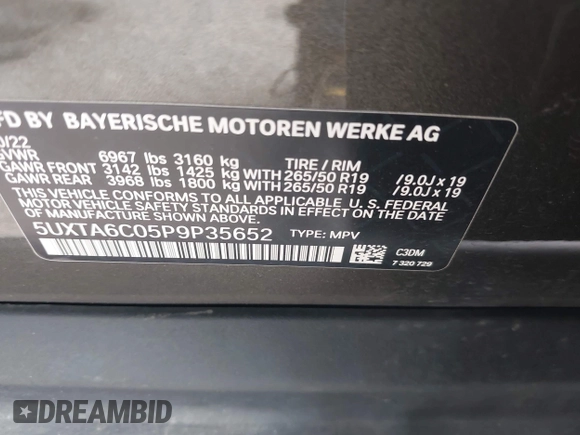 FD BY BAYERISCHE MOTOREN WERKE AG
/22
GVWR 6967 lbs 3160 kg TIRE / RIM
GAWR FRONT 3142 lbs 1425 kg WITH 265/50 R19 /9.0J x 19
GAWR REAR 3968 lbs 1800 kg WITH 265/50 R19 /9.0J x 19
THIS VEHICLE CONFORMS TO ALL APPLICABLE U. S. FEDERAL
MOTOR VEHICLE SAFETY STANDARDS IN EFFECT
ON THE DATE OF MANUFACTURE SHOWN ABOVE.
5UXTA6C05P9P35652 TYPE: MPV
C3DM
7 320 729
DREAMBID